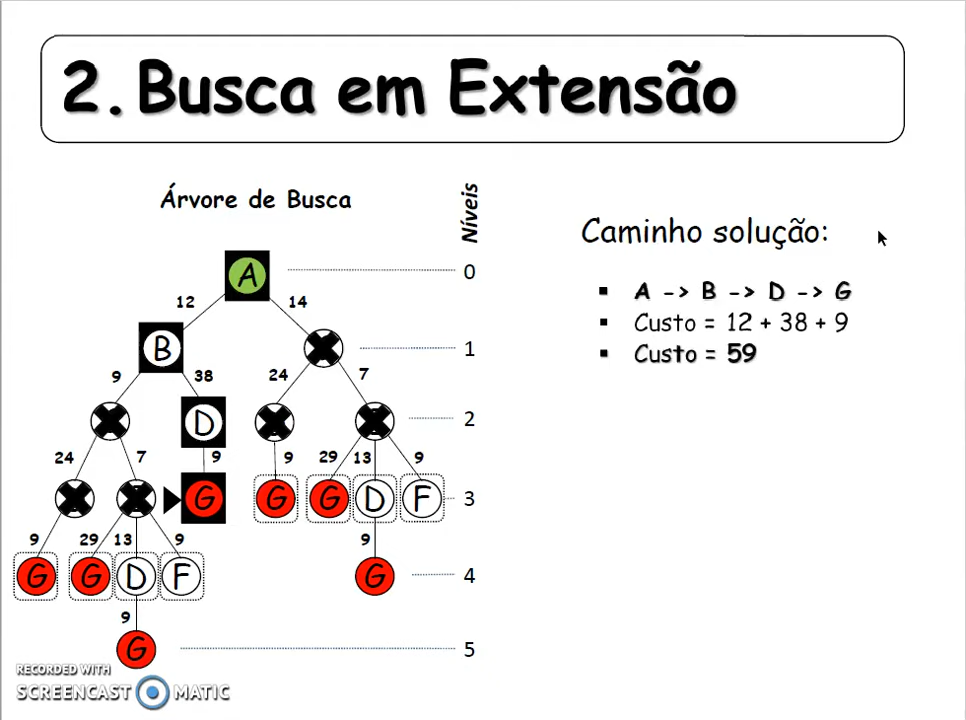 2. Busca em Extensão
Árvore de Busca
Níveis
Caminho solução:
A -> B -> D -> G
Custo = 12 + 38 + 9
Custo = 59
A
0
12 14
B
1
9 38 24 7
D
2
24 7 9 9 29 13 9
G G G D F
3
9 29 13 9 9
G G D F G
4
9
G
5
RECORDED WITH
SCREENCAST MATIC